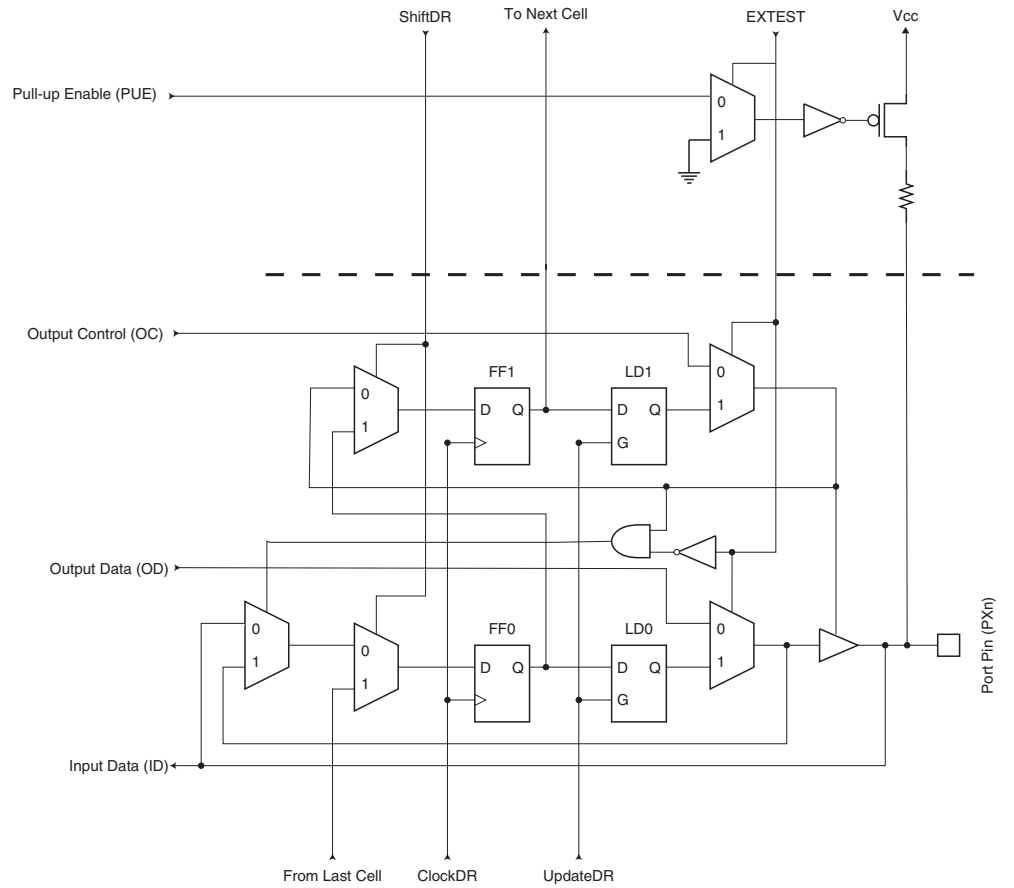 ShiftDR
To Next Cell
EXTEST
Vcc
Pull-up Enable (PUE)
0
1
Output Control (OC)
FF1
LD1
0
1
D Q
D Q
G
0
1
Output Data (OD)
FF0
LD0
0
1
0
1
D Q
D Q
G
0
1
Port Pin (PXn)
Input Data (ID)
From Last Cell
ClockDR
UpdateDR